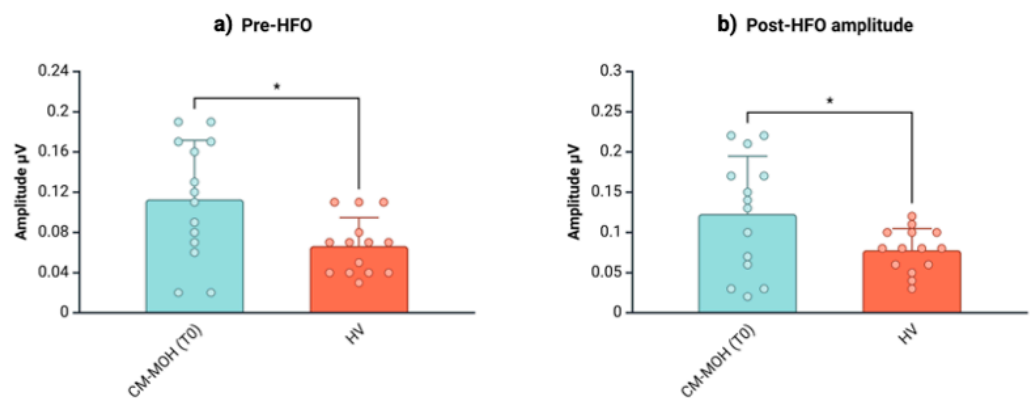 a) Pre-HFO
Amplitude µV
0.24
0.2
0.16
0.12
0.08
0.04
0
*
CM-MOH (T0)
HV
b) Post-HFO amplitude
Amplitude µV
0.3
0.25
0.2
0.15
0.1
0.05
0
*
CM-MOH (T0)
HV